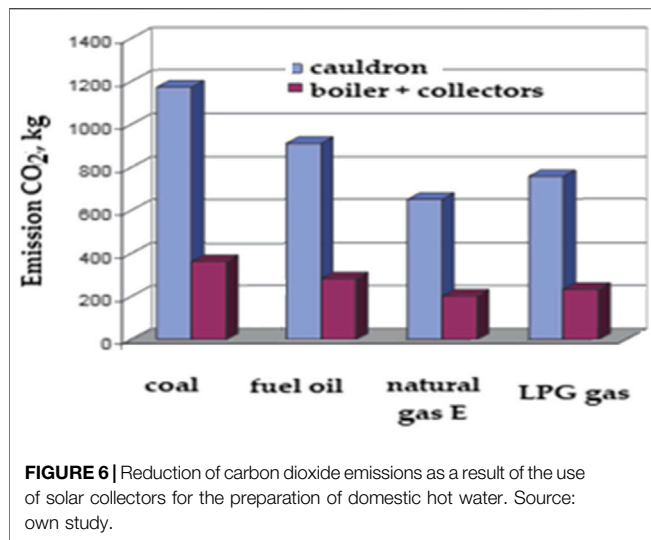 1400
1200
1000
800
600
400
200
0
Emission CO₂, kg
cauldron
boiler + collectors
coal
fuel oil
natural
gas E
LPG gas
FIGURE 6 | Reduction of carbon dioxide emissions as a result of the use
of solar collectors for the preparation of domestic hot water. Source:
own study.